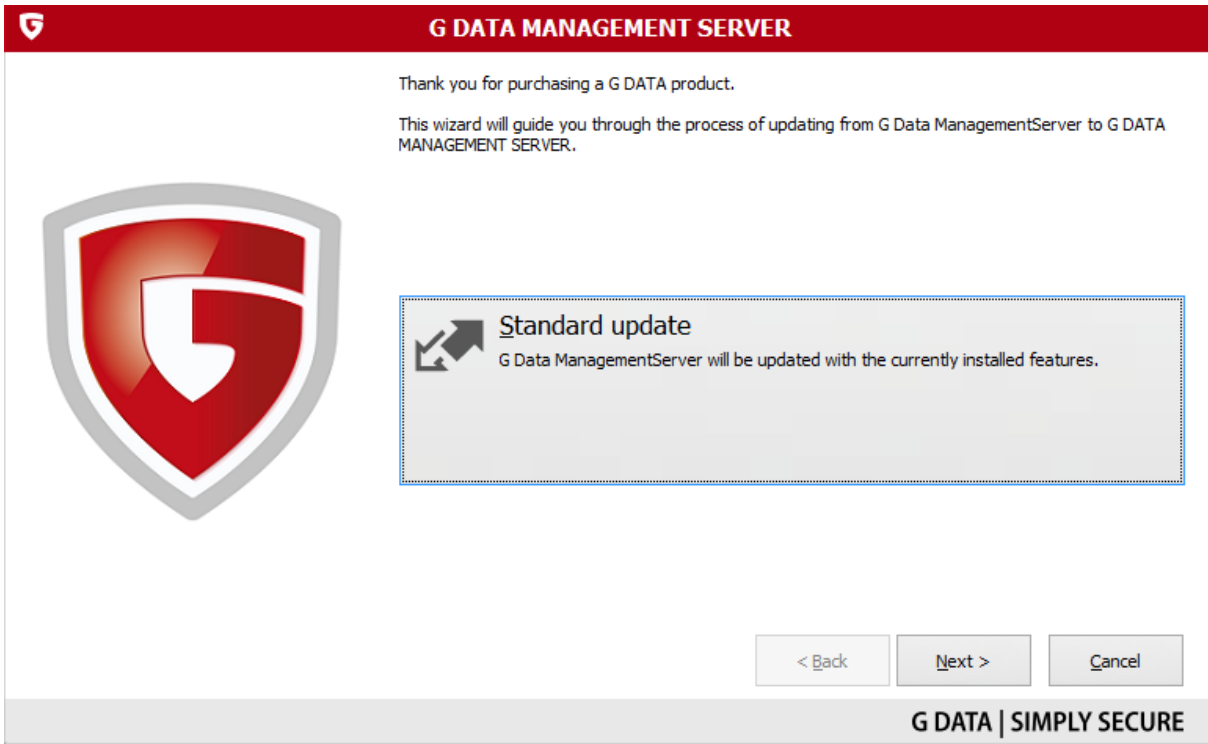 G DATA MANAGEMENT SERVER
Thank you for purchasing a G DATA product.
This wizard will guide you through the process of updating from G Data ManagementServer to G DATA
MANAGEMENT SERVER.
Standard update
G Data ManagementServer will be updated with the currently installed features.
< Back
Next >
Cancel
G DATA | SIMPLY SECURE